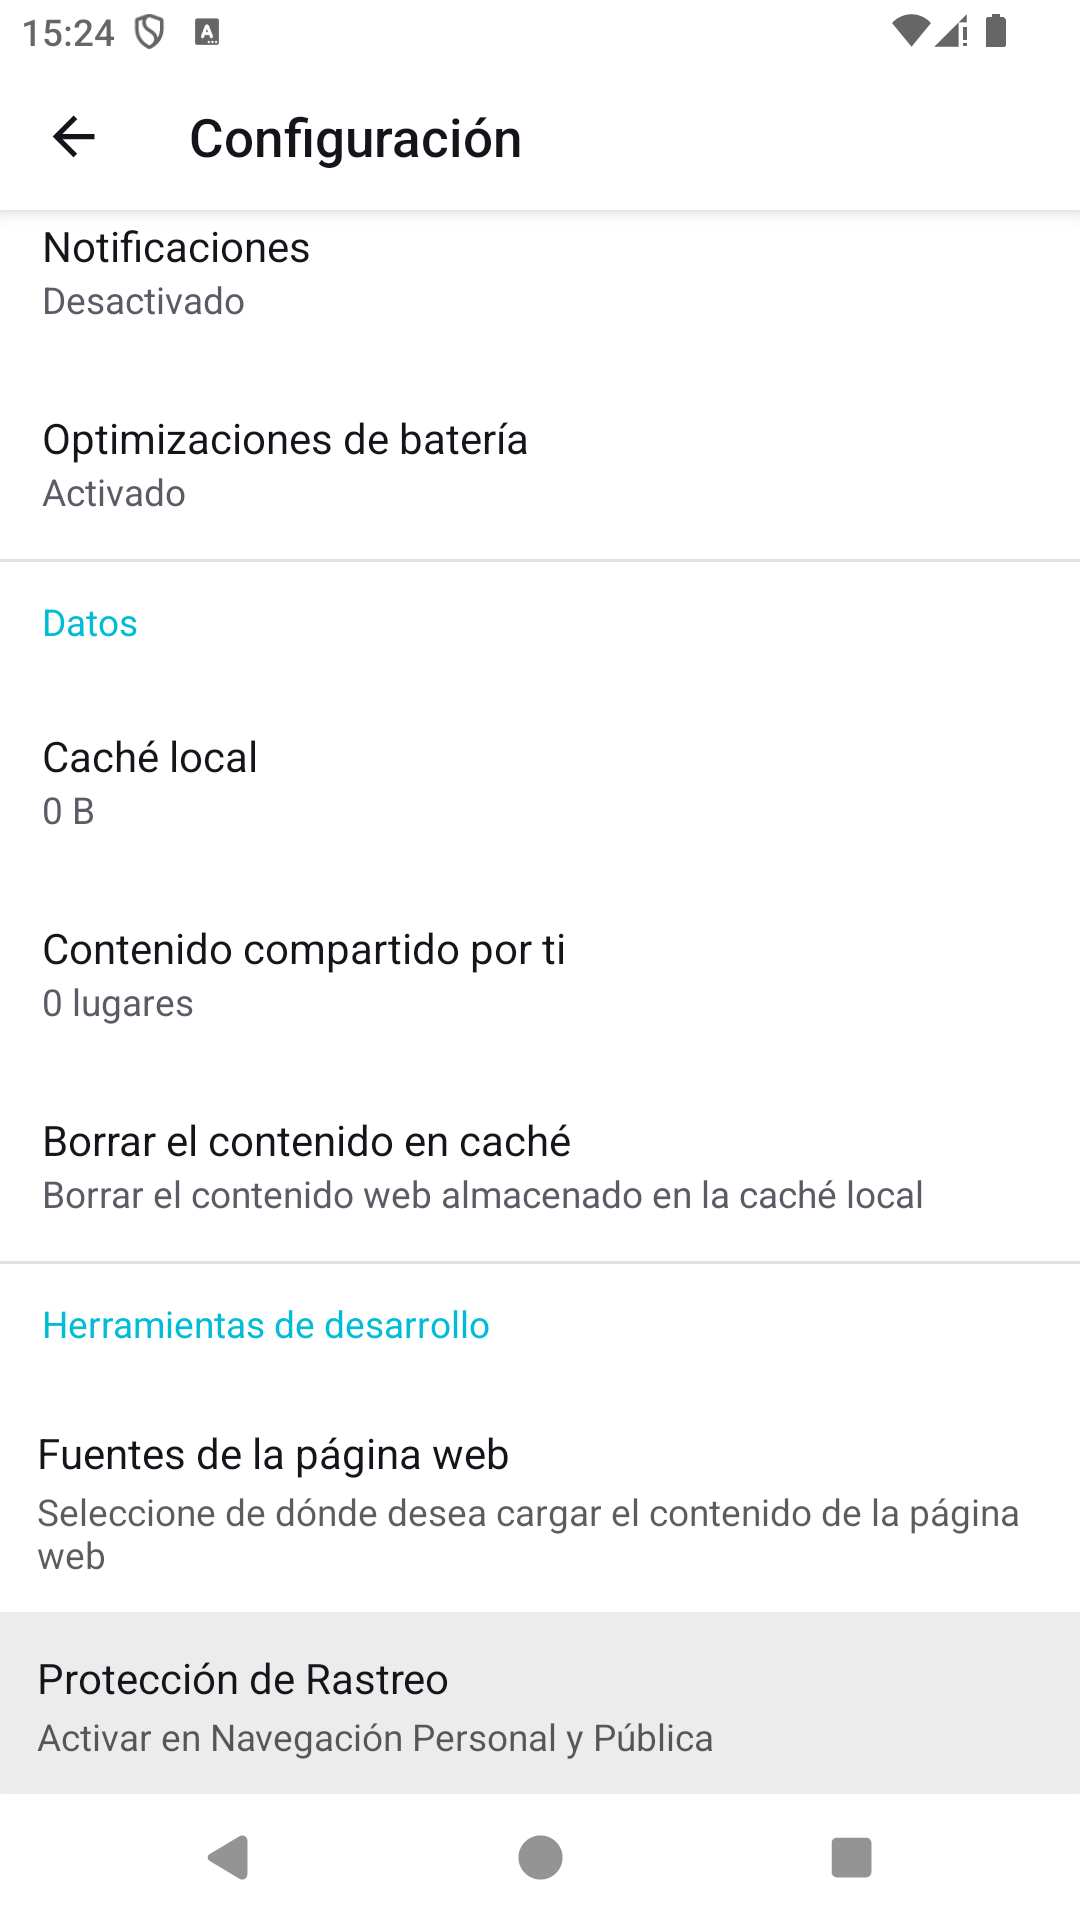 15:24
Configuración
Notificaciones
Desactivado
Optimizaciones de batería
Activado
Datos
Caché local
0 B
Contenido compartido por ti
0 lugares
Borrar el contenido en caché
Borrar el contenido web almacenado en la caché local
Herramientas de desarrollo
Fuentes de la página web
Seleccione de dónde desea cargar el contenido de la página
web
Protección de Rastreo
Activar en Navegación Personal y Pública